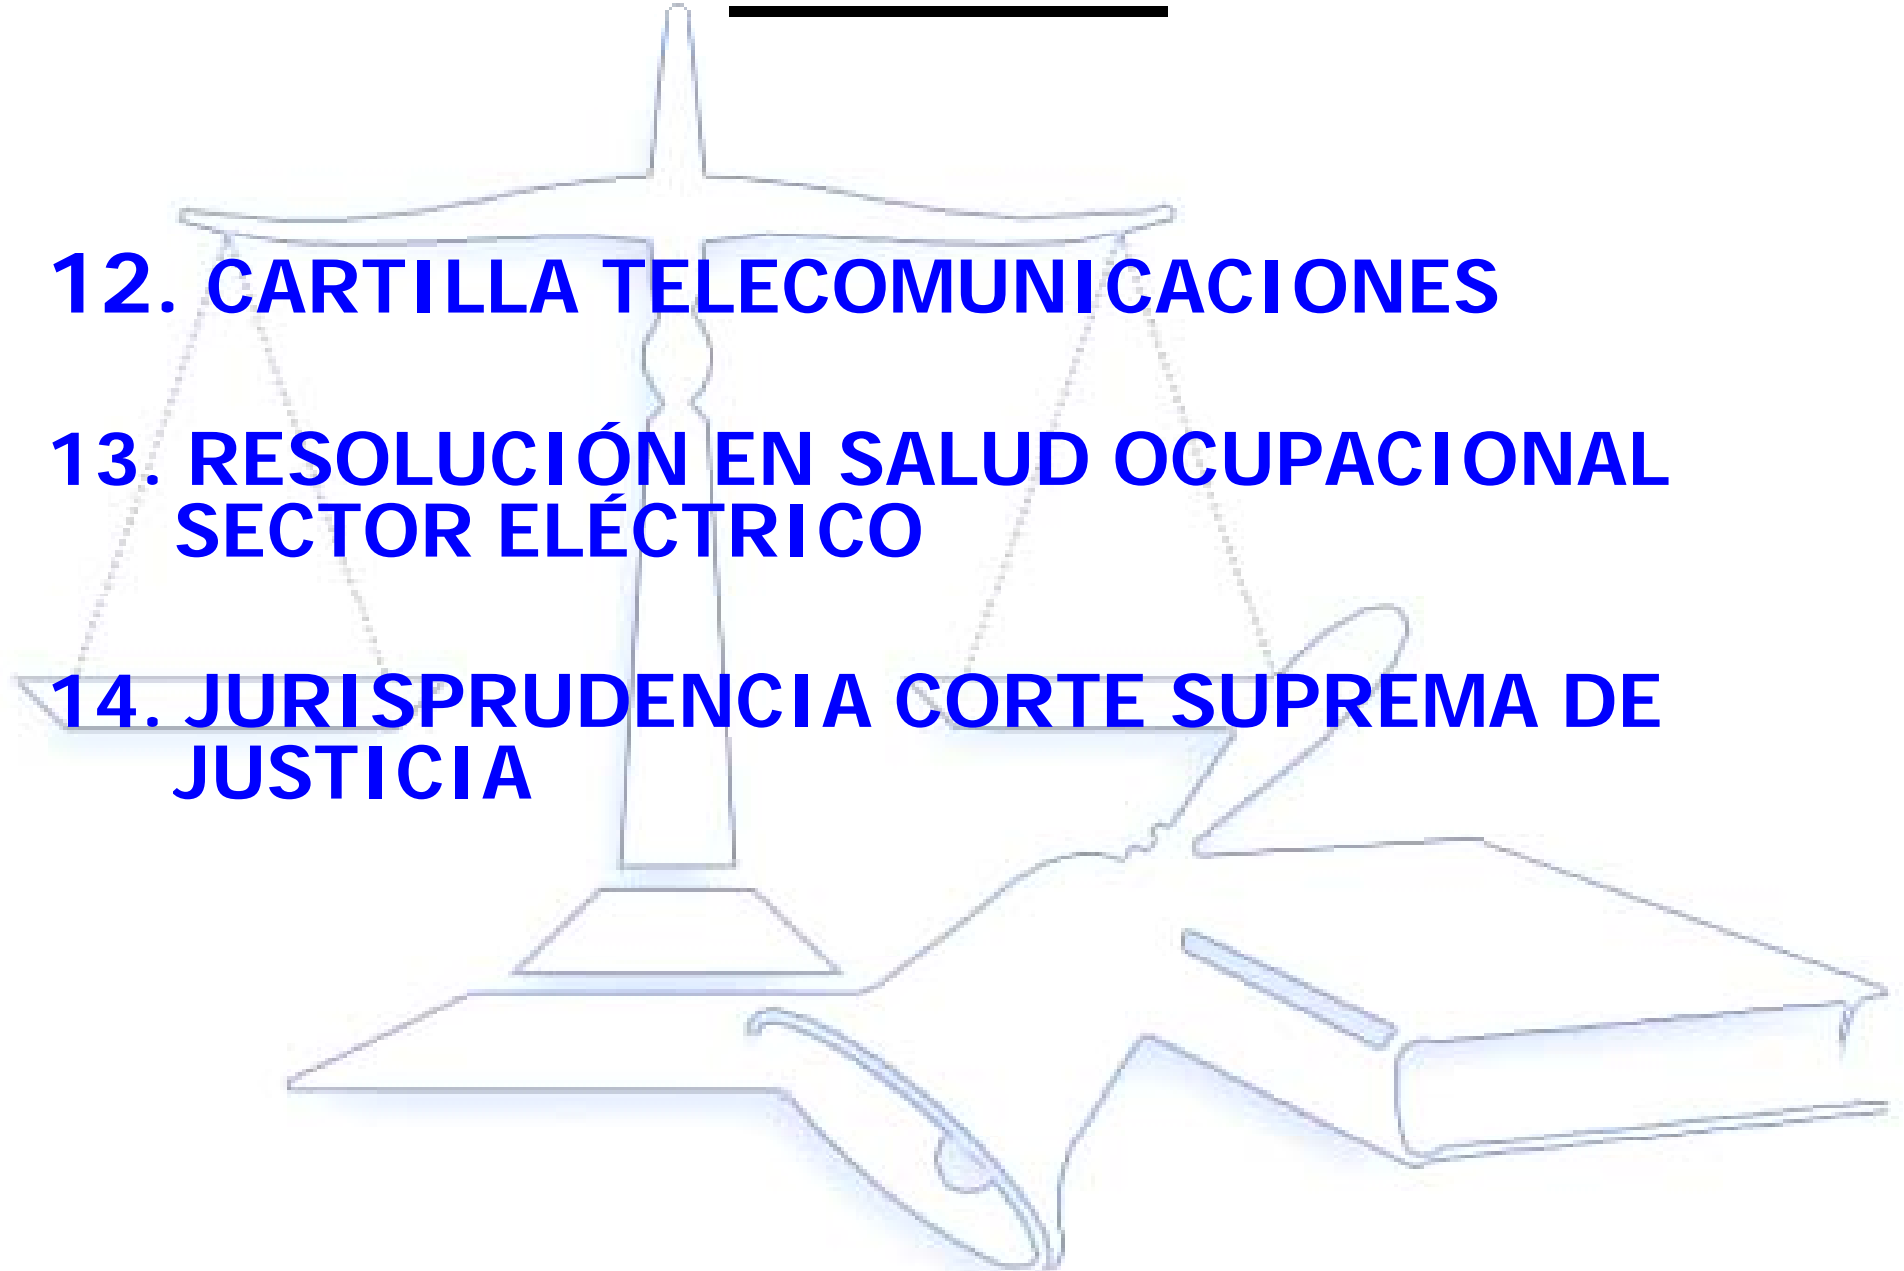 12. CARTILLA TELECOMUNICACIONES
13. RESOLUCIÓN EN SALUD OCUPACIONAL
SECTOR ELÉCTRICO
14. JURISPRUDENCIA CORTE SUPREMA DE
JUSTICIA